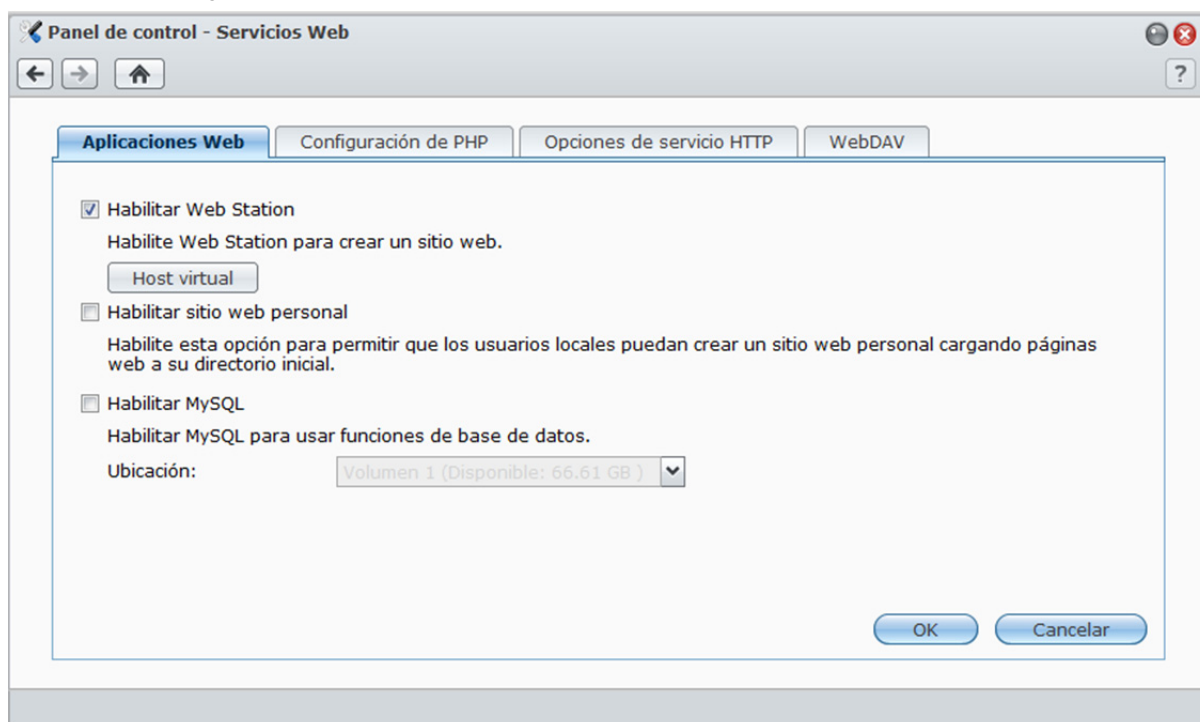 Panel de control - Servicios Web
?
Aplicaciones Web
Configuración de PHP
Opciones de servicio HTTP
WebDAV
Habilitar Web Station
Habilite Web Station para crear un sitio web.
Host virtual
Habilitar sitio web personal
Habilite esta opción para permitir que los usuarios locales puedan crear un sitio web personal cargando páginas
web a su directorio inicial.
Habilitar MySQL
Habilitar MySQL para usar funciones de base de datos.
Ubicación:
Volumen 1 (Disponible: 66.61 GB )
OK
Cancelar